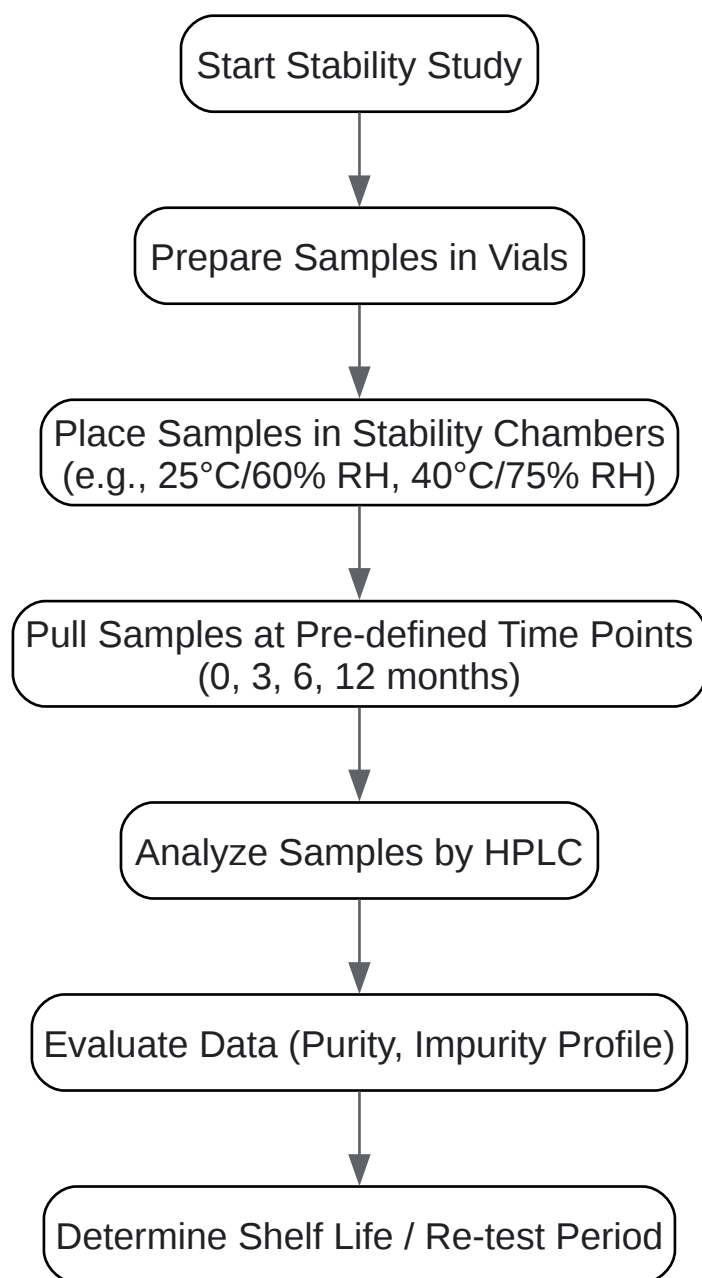 Start Stability Study
Prepare Samples in Vials
Place Samples in Stability Chambers
(e.g., 25°C/60% RH, 40°C/75% RH)
Pull Samples at Pre-defined Time Points
(0, 3, 6, 12 months)
Analyze Samples by HPLC
Evaluate Data (Purity, Impurity Profile)
Determine Shelf Life / Re-test Period